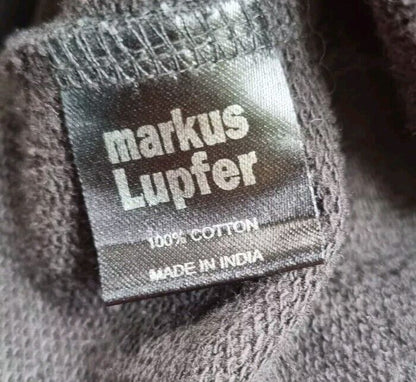 markus
Lupfer
100% COTTON
MADE IN INDIA